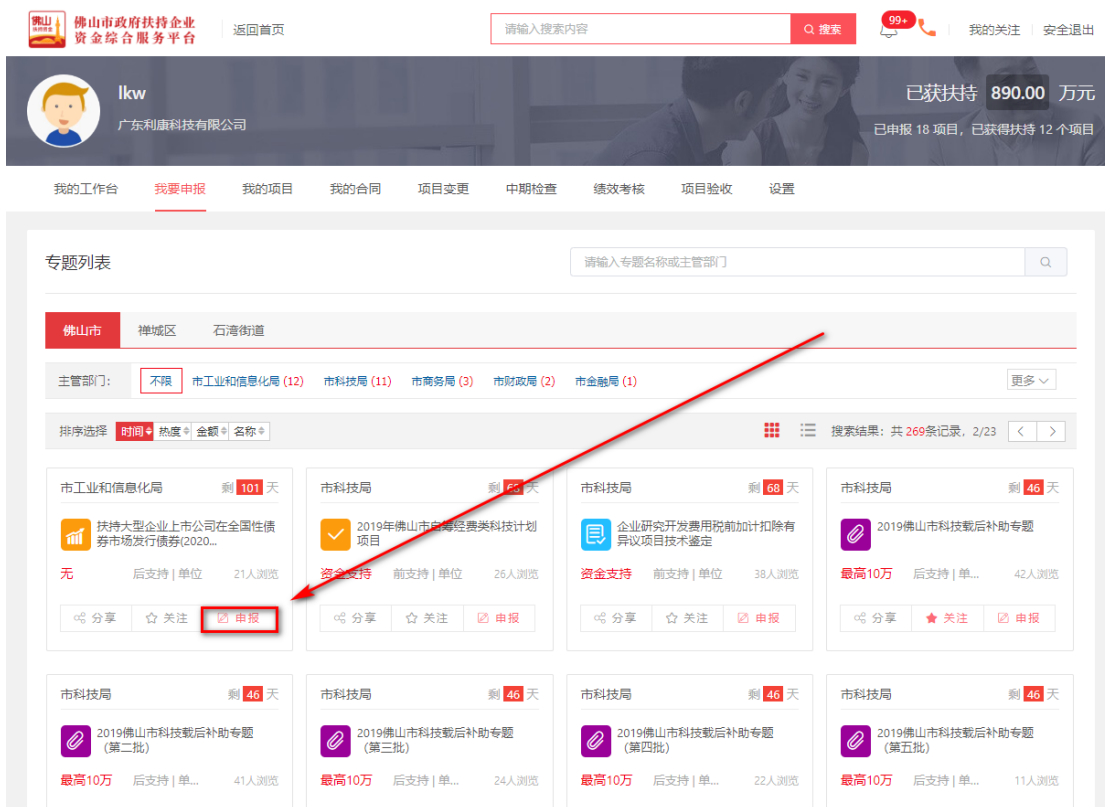 佛山
扶持资金
佛山市政府扶持企业
资金综合服务平台
返回首页
请输入搜索内容
搜索
99+
我的关注
安全退出
lkw
广东利康科技有限公司
已获扶持 890.00 万元
已申报 18 项目，已获得扶持 12 个项目
我的工作台 我要申报 我的项目 我的合同 项目变更 中期检查 绩效考核 项目验收 设置
专题列表
请输入专题名称或主管部门
佛山市 禅城区 石湾街道
主管部门： 不限 市工业和信息化局 (12) 市科技局 (11) 市商务局 (3) 市财政局 (2) 市金融局 (1) 更多
排序选择 时间 热度 金额 名称 搜索结果：共 269条记录，2/23
市工业和信息化局 剩 101 天
扶持大型企业上市公司在全国性债
券市场发行债券(2020...
无 后支持 | 单位 21人浏览
分享 关注 申报
市科技局 剩 68 天
2019年佛山市自筹经费类科技计划
项目
资金支持 前支持 | 单位 26人浏览
分享 关注 申报
市科技局 剩 68 天
企业研究开发费用税前加计扣除有
异议项目技术鉴定
资金支持 前支持 | 单位 38人浏览
分享 关注 申报
市科技局 剩 46 天
2019佛山市科技载后补助专题
最高10万 后支持 | 单... 42人浏览
分享 关注 申报
市科技局 剩 46 天
2019佛山市科技载后补助专题
（第二批）
最高10万 后支持 | 单... 41人浏览
市科技局 剩 46 天
2019佛山市科技载后补助专题
（第三批）
最高10万 后支持 | 单... 24人浏览
市科技局 剩 46 天
2019佛山市科技载后补助专题
（第四批）
最高10万 后支持 | 单... 22人浏览
市科技局 剩 46 天
2019佛山市科技载后补助专题
（第五批）
最高10万 后支持 | 单... 11人浏览